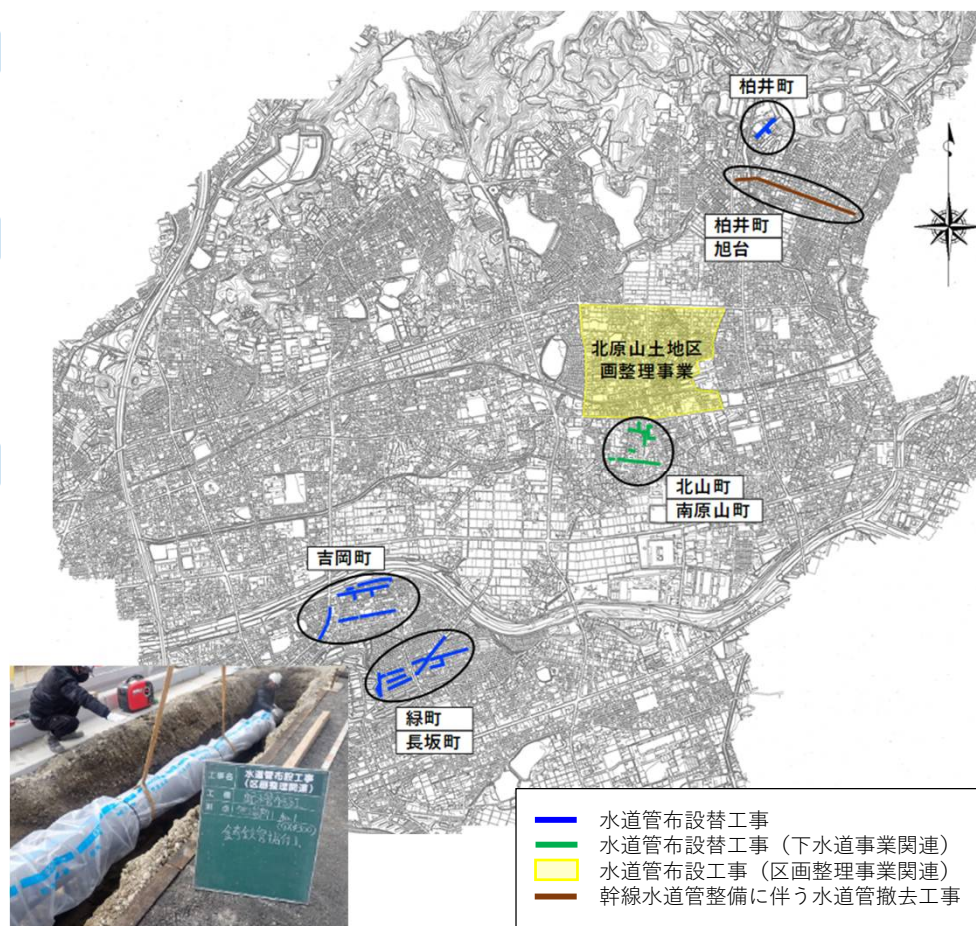 柏井町
柏井町
旭台
北原山土地区
画整理事業
北山町
南原山町
吉岡町
緑町
長坂町
工事名 水道管布設工事
(区画整理関連)
工種
水道管布設替工事
水道管布設替工事（下水道事業関連）
水道管布設工事（区画整理事業関連）
幹線水道管整備に伴う水道管撤去工事